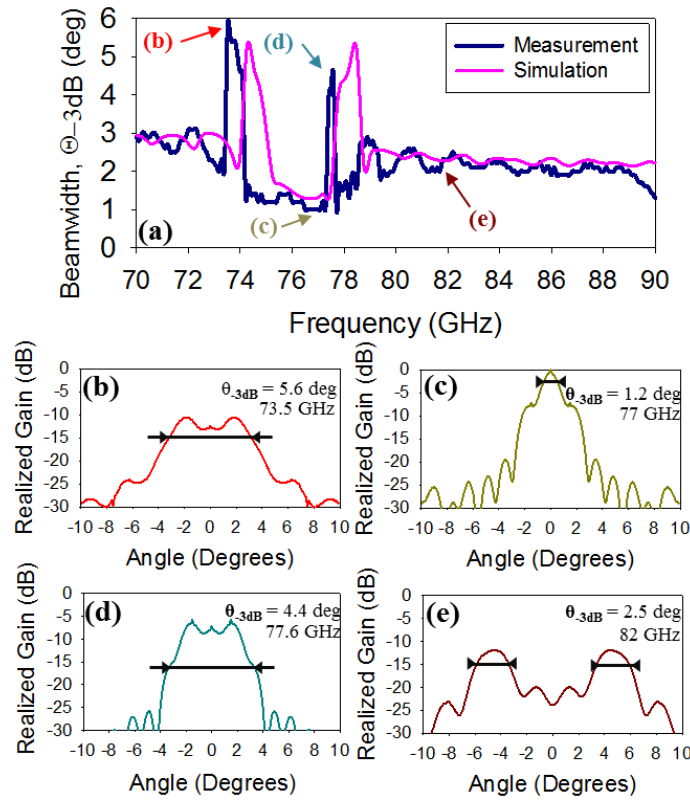 Beamwidth, Θ−3dB (deg)
6
5
4
3
2
1
0
(b)
(d)
(c)
(e)
(a)
Measurement
Simulation
70 72 74 76 78 80 82 84 86 88 90
Frequency (GHz)
Realized Gain (dB)
0
-5
-10
-15
-20
-25
-30
(b)
θ-3dB = 5.6 deg
73.5 GHz
-10 -8 -6 -4 -2 0 2 4 6 8 10
Angle (Degrees)
Realized Gain (dB)
0
-5
-10
-15
-20
-25
-30
(c)
θ-3dB = 1.2 deg
77 GHz
-10 -8 -6 -4 -2 0 2 4 6 8 10
Angle (Degrees)
Realized Gain (dB)
0
-5
-10
-15
-20
-25
-30
(d)
θ-3dB = 4.4 deg
77.6 GHz
-10 -8 -6 -4 -2 0 2 4 6 8 10
Angle (Degrees)
Realized Gain (dB)
0
-5
-10
-15
-20
-25
-30
(e)
θ-3dB = 2.5 deg
82 GHz
-10 -8 -6 -4 -2 0 2 4 6 8 10
Angle (Degrees)